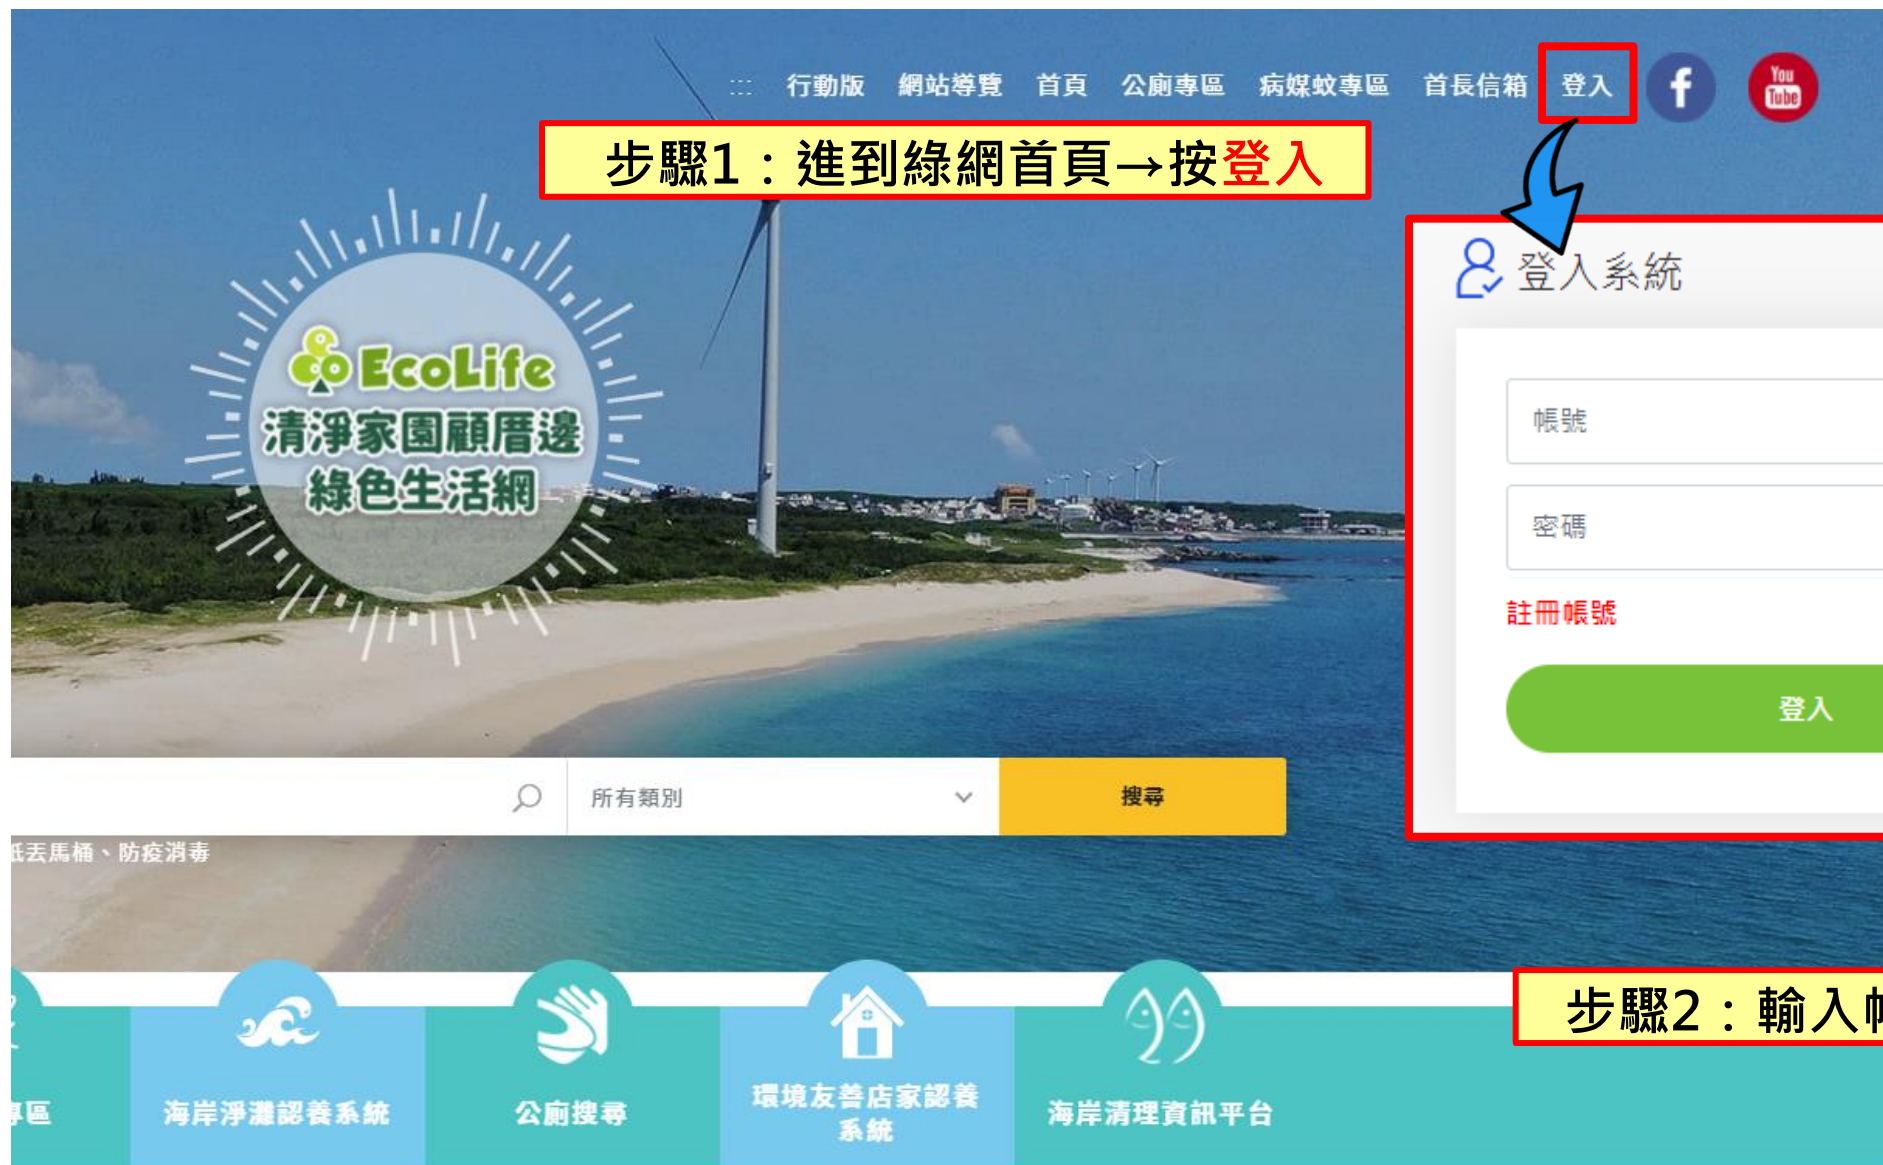 ::: 行動版 網站導覽 首頁 公廁專區 病媒蚊專區 首長信箱 登入 f You Tube
步驟1：進到綠網首頁→按登入
登入系統
EcoLife
清淨家園顧厝邊
綠色生活網
帳號
密碼
註冊帳號
登入
所有類別
搜尋
丟馬桶、防疫消毒
步驟2：輸入
區
海岸淨灘認養系統
公廁搜尋
環境友善店家認養
系統
海岸清理資訊平台